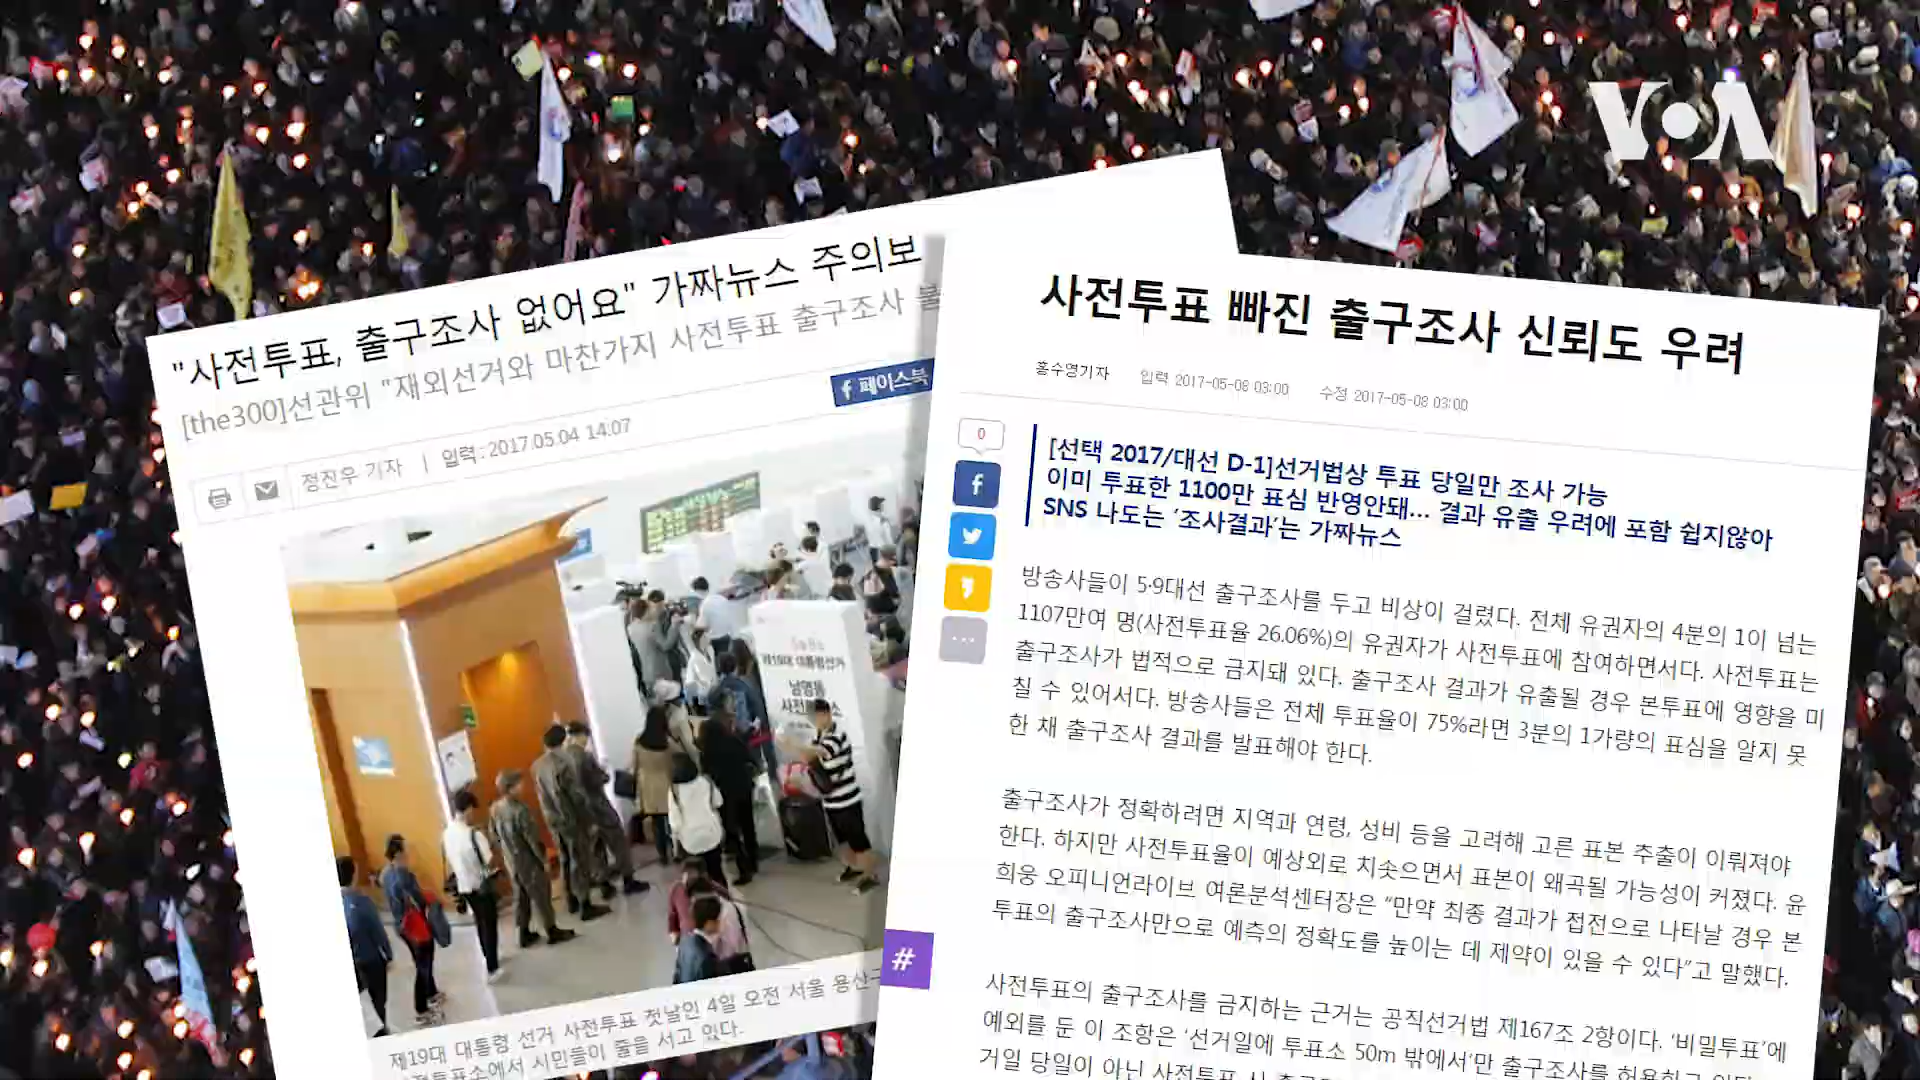 VOA
"사전투표, 출구조사 없어요" 가짜뉴스 주의보
[the300]선관위 "재외선거와 마찬가지 사전투표 출구조사
페이스북
정진우 기자 | 입력 : 2017.05.04 14:07
제19대 대통령선거
남영동
제19대 대통령 선거 사전투표 첫날인 4일 오전 서울
시민들이 줄을 서고 있다.
사전투표 빠진 출구조사 신뢰도 우려
홍수영기자 입력 2017-05-08 03:00 수정 2017-05-08 03:00
0
[선택 2017/대선 D-1]선거법상 투표 당일만 조사 가능
이미 투표한 1100만 표심 반영안돼… 결과 유출 우려에 포함 쉽지않아
SNS 나도는 '조사결과'는 가짜뉴스
방송사들이 5·9대선 출구조사를 두고 비상이 걸렸다. 전체 유권자의 4분의 1이 넘는
1107만여 명(사전투표율 26.06%)의 유권자가 사전투표에 참여하면서다. 사전투표는
출구조사가 법적으로 금지돼 있다. 출구조사 결과가 유출될 경우 본투표에 영향을 미
칠 수 있어서다. 방송사들은 전체 투표율이 75%라면 3분의 1가량의 표심을 알지 못
한 채 출구조사 결과를 발표해야 한다.
출구조사가 정확하려면 지역과 연령, 성비 등을 고려해 고른 표본 추출이 이뤄져야
한다. 하지만 사전투표율이 예상외로 치솟으면서 표본이 왜곡될 가능성이 커졌다. 윤
희웅 오피니언라이브 여론분석센터장은 "만약 최종 결과가 접전으로 나타날 경우 본
투표의 출구조사만으로 예측의 정확도를 높이는 데 제약이 있을 수 있다"고 말했다.
#
사전투표의 출구조사를 금지하는 근거는 공직선거법 제167조 2항이다. '비밀투표'에
예외를 둔 이 조항은 '선거일에 투표소 50m 밖에서'만 출구조사를 허용하고
거일 당일이 아닌 사전투표 시